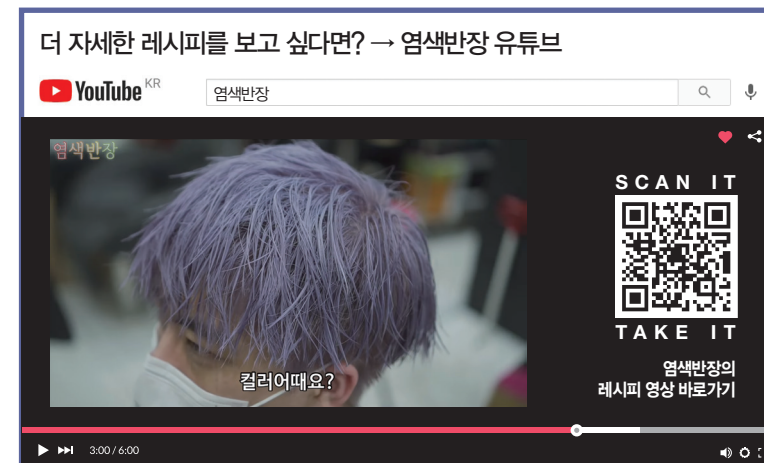 더 자세한 레시피를 보고 싶다면? → 염색반장 유튜브
YouTube KR
염색반장
염색반장
SCAN IT
TAKE IT
염색반장의
레시피 영상 바로가기
컬러어때요?
3:00 / 6:00